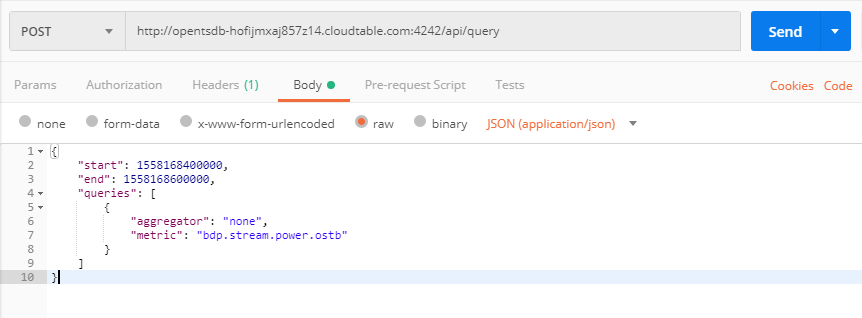 POST http://opentsdb-hofijmxaj857z14.cloudtable.com:4242/api/query Send
Params Authorization Headers (1) Body Pre-request Script Tests Cookies Code
none form-data x-www-form-urlencoded raw binary JSON (application/json)
1 {
2 "start": 1558168400000,
3 "end": 1558168600000,
4 "queries": [
5 {
6 "aggregator": "none",
7 "metric": "bdp.stream.power.ostb"
8 }
9 ]
10 }